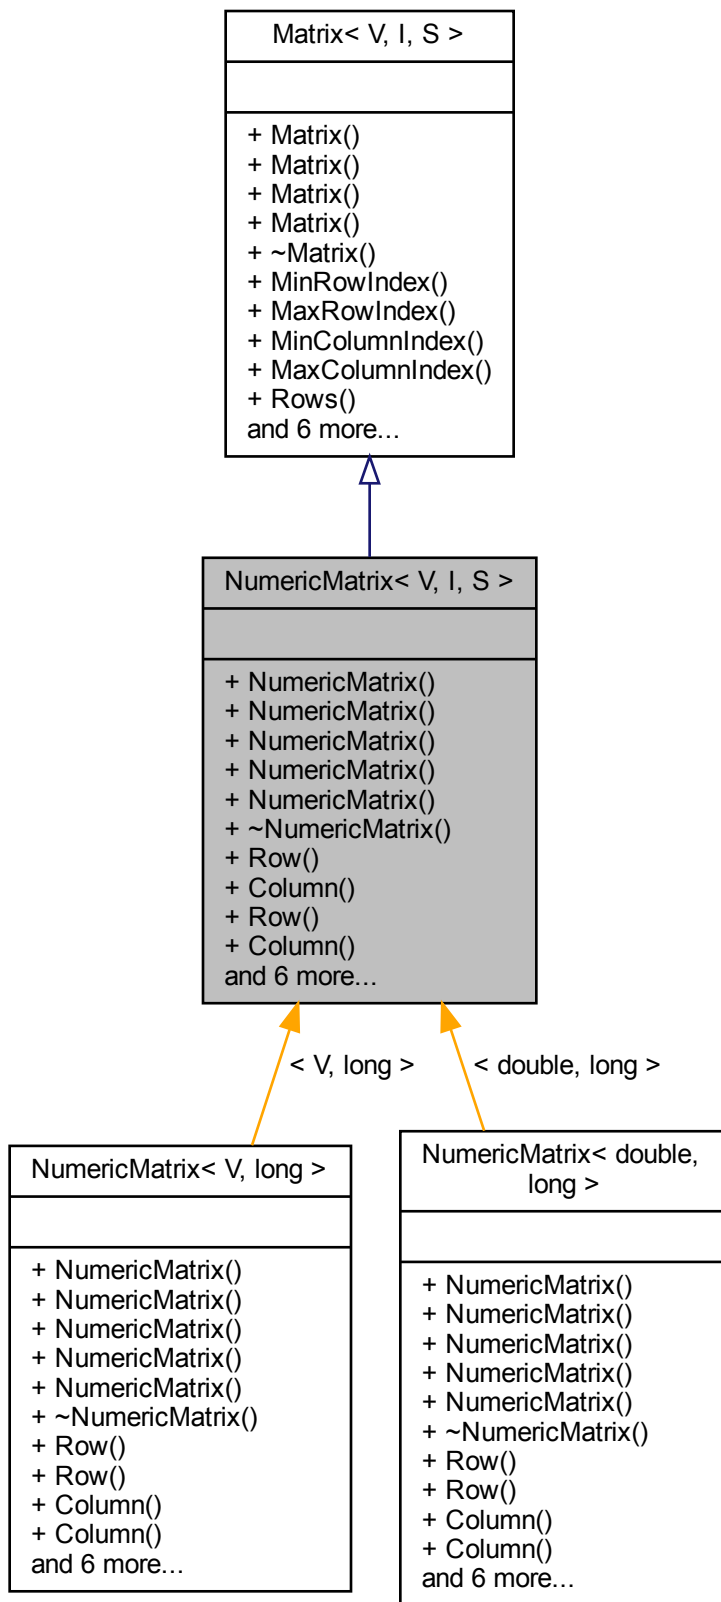 Matrix< V, I, S >
+ Matrix()
+ Matrix()
+ Matrix()
+ Matrix()
+ ~Matrix()
+ MinRowIndex()
+ MaxRowIndex()
+ MinColumnIndex()
+ MaxColumnIndex()
+ Rows()
and 6 more...
NumericMatrix< V, I, S >
+ NumericMatrix()
+ NumericMatrix()
+ NumericMatrix()
+ NumericMatrix()
+ NumericMatrix()
+ ~NumericMatrix()
+ Row()
+ Column()
+ Row()
+ Column()
and 6 more...
< V, long >
< double, long >
NumericMatrix< V, long >
+ NumericMatrix()
+ NumericMatrix()
+ NumericMatrix()
+ NumericMatrix()
+ NumericMatrix()
+ ~NumericMatrix()
+ Row()
+ Row()
+ Column()
+ Column()
and 6 more...
NumericMatrix< double,
long >
+ NumericMatrix()
+ NumericMatrix()
+ NumericMatrix()
+ NumericMatrix()
+ NumericMatrix()
+ ~NumericMatrix()
+ Row()
+ Row()
+ Column()
+ Column()
and 6 more...